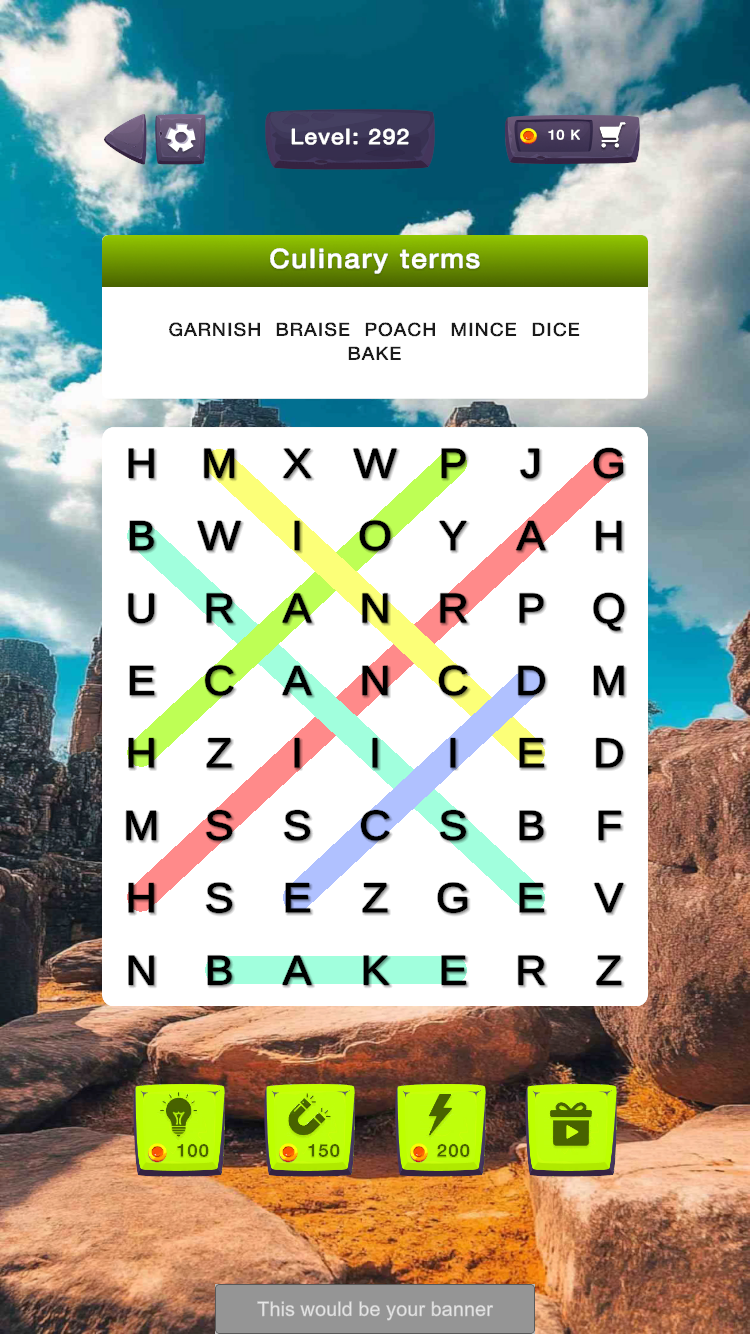 Level: 292
10 K
Culinary terms
GARNISH BRAISE POACH MINCE DICE
BAKE
H M X W P J G
B W I O Y A H
U R A N R P Q
E C A N C D M
H Z I I I E D
M S S C S B F
H S E Z G E V
N B A K E R Z
100 150 200
This would be your banner